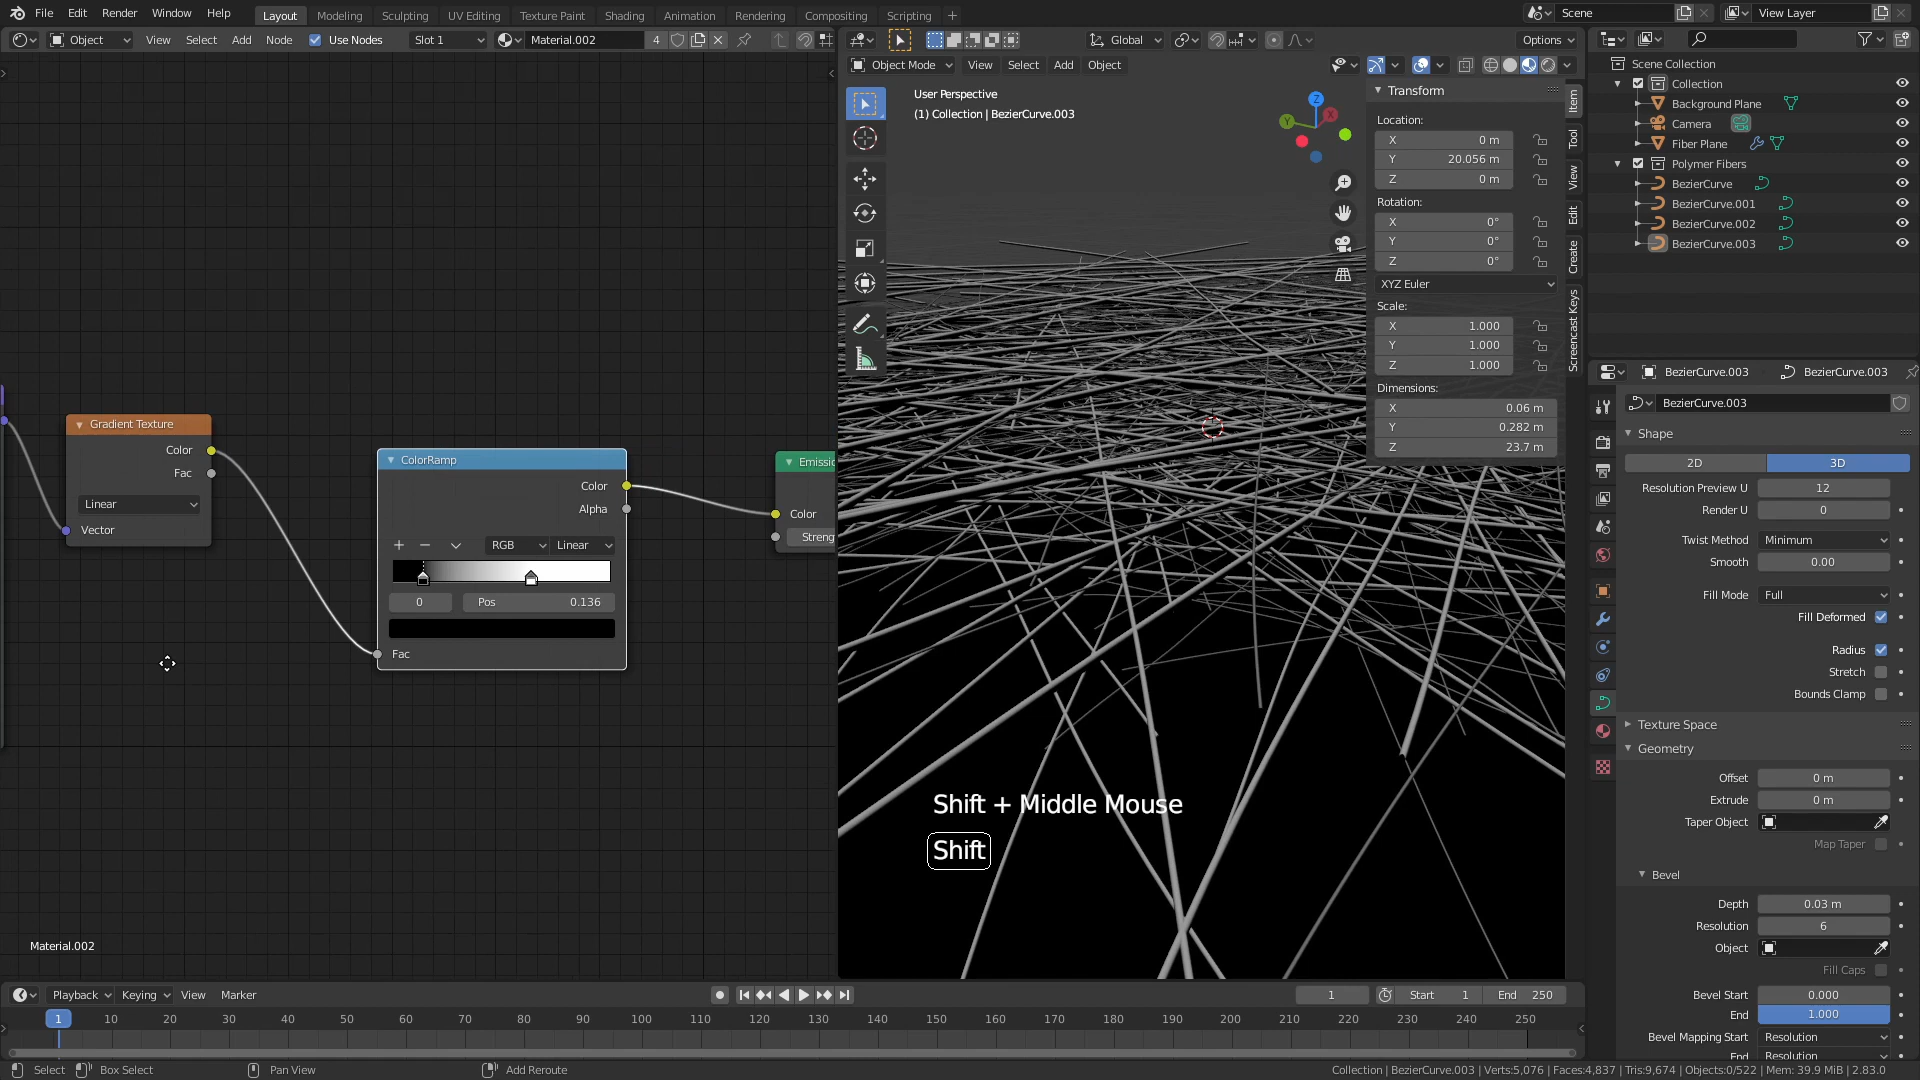 File Edit Render Window Help Layout Modeling Sculpting UV Editing Texture Paint Shading Animation Rendering Compositing Scripting + Scene View Layer
Object View Select Add Node Use Nodes Slot 1 Material.002 4 Global Options
Object Mode View Select Add Object
User Perspective
(1) Collection | BezierCurve.003
Z
Y
X
Transform
Location:
X 0 m
Y 20.056 m
Z 0 m
Rotation:
X 0°
Y 0°
Z 0°
XYZ Euler
Scale:
X 1.000
Y 1.000
Z 1.000
Dimensions:
X 0.06 m
Y 0.282 m
Z 23.7 m
Item
Tool
View
Edit
Create
Screencast Keys
Scene Collection
Collection
Background Plane
Camera
Fiber Plane
Polymer Fibers
BezierCurve
BezierCurve.001
BezierCurve.002
BezierCurve.003
BezierCurve.003 BezierCurve.003
BezierCurve.003
Shape
2D 3D
Resolution Preview U 12
Render U 0
Twist Method Minimum
Smooth 0.00
Fill Mode Full
Fill Deformed
Radius
Stretch
Bounds Clamp
Texture Space
Geometry
Offset 0 m
Extrude 0 m
Taper Object
Map Taper
Bevel
Depth 0.03 m
Resolution 6
Object
Fill Caps
Bevel Start 0.000
End 1.000
Bevel Mapping Start Resolution
End Resolution
Gradient Texture
Color
Fac
Linear
Vector
ColorRamp
Color
Alpha
RGB Linear
0 Pos 0.136
Fac
Emissic
Color
Streng
Shift + Middle Mouse
Shift
Material.002
Playback Keying View Marker 1 Start 1 End 250
1 10 20 30 40 50 60 70 80 90 100 110 120 130 140 150 160 170 180 190 200 210 220 230 240 250
Select Box Select Pan View Add Reroute Collection | BezierCurve.003 | Verts:5,076 | Faces:4,837 | Tris:9,674 | Objects:0/522 | Mem: 39.9 MiB | 2.83.0